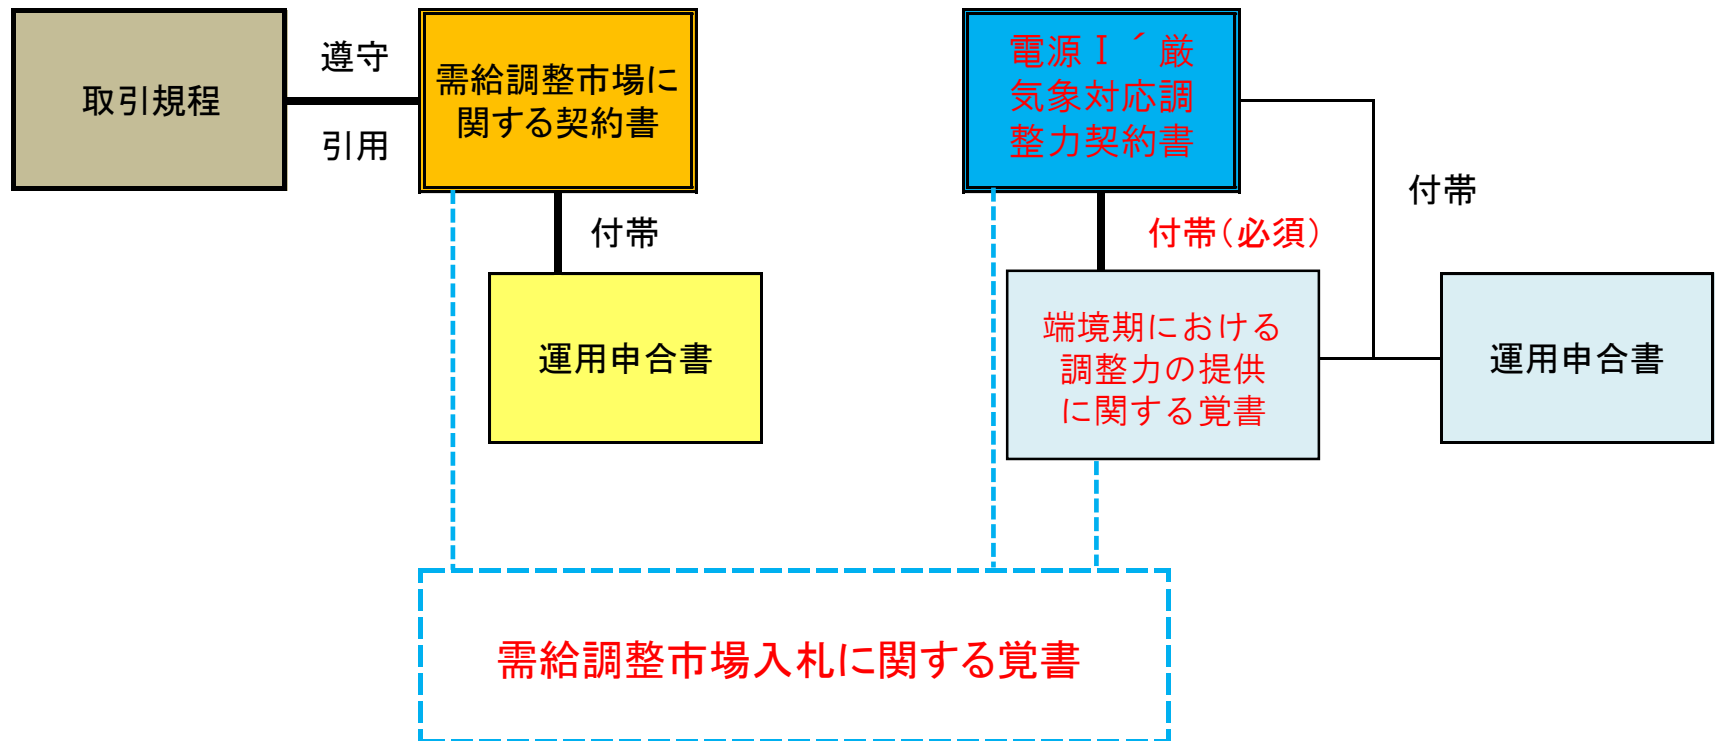 取引規程
遵守
引用
需給調整市場に
関する契約書
電源Ⅰ´厳
気象対応調
整力契約書
付帯
付帯
付帯(必須)
運用申合書
端境期における
調整力の提供
に関する覚書
運用申合書
需給調整市場入札に関する覚書